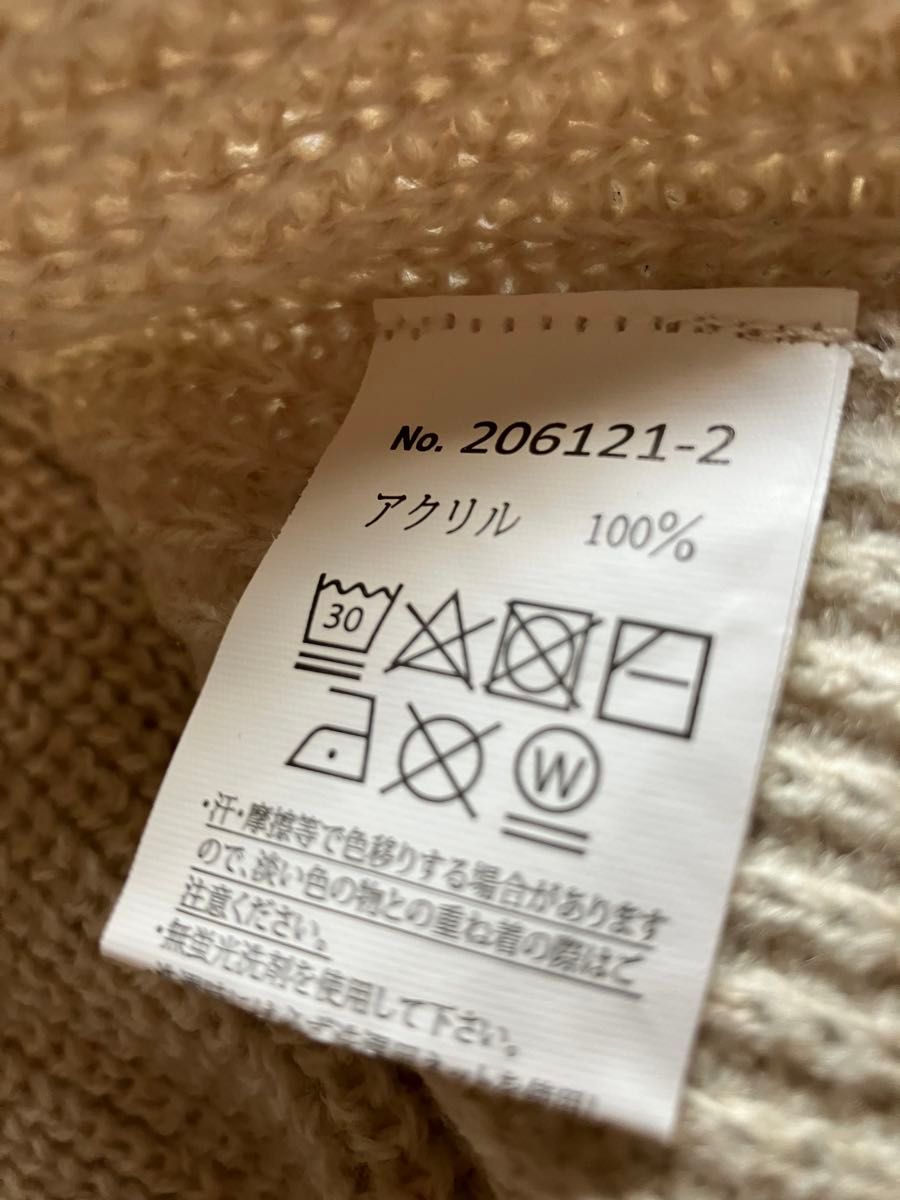 No. 206121-2
アクリル 100%
30
W
・汗・摩擦等で色移りする場合があります
ので、淡い色の物との重ね着の際はご
注意ください。
・無蛍光洗剤を使用して下さい。